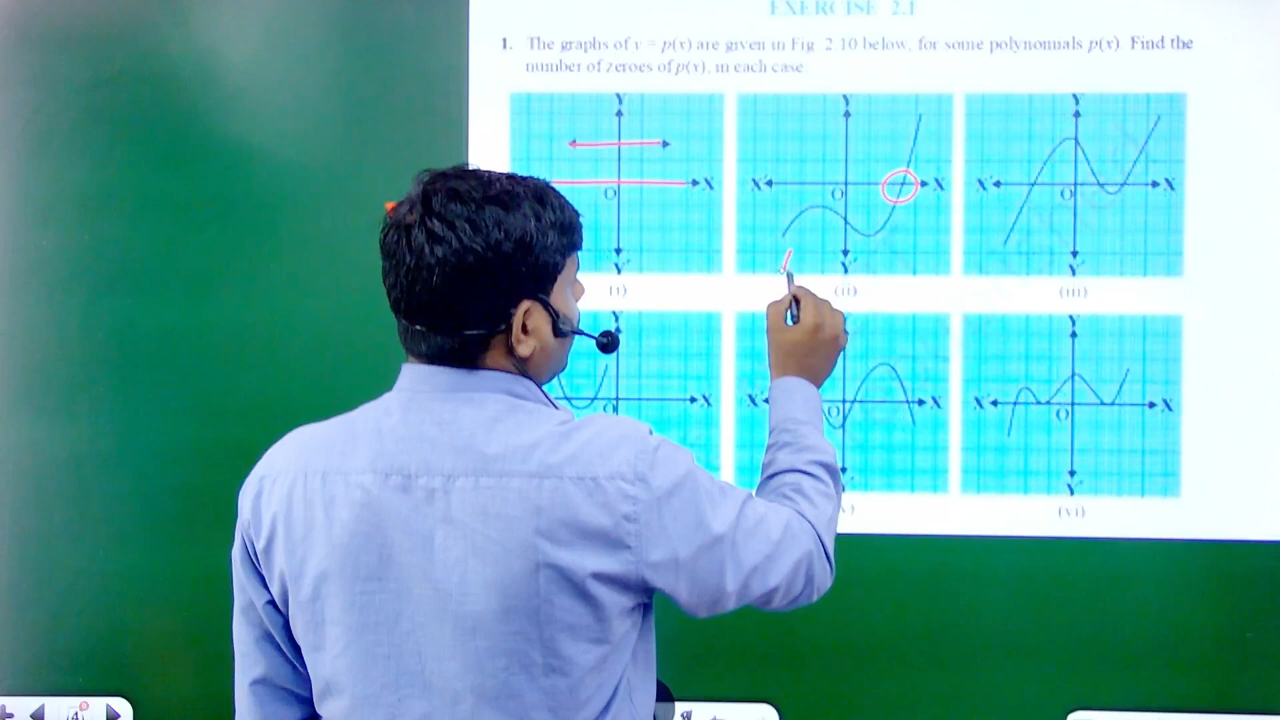 EXERCISE 2.1
1. The graphs of y = p(x) are given in Fig 2.10 below, for some polynomials p(x). Find the
number of zeroes of p(x), in each case
Y Y Y
O X X' O X X' O X
Y' Y' Y'
(i) (ii) (iii)
Y
O X X' X X' O X
Y' Y'
(vi)
4